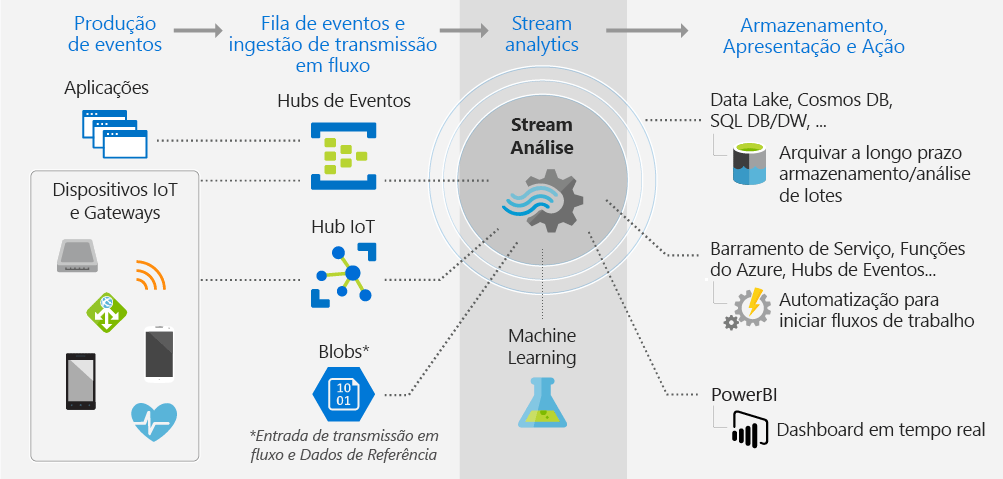 Produção
de eventos
Fila de eventos e
ingestão de transmissão
em fluxo
Stream
analytics
Armazenamento,
Apresentação e Ação
Aplicações
Dispositivos IoT
e Gateways
Hubs de Eventos
Hub IoT
Blobs*
10
01
*Entrada de transmissão em
fluxo e Dados de Referência
Stream
Análise
Machine
Learning
Data Lake, Cosmos DB,
SQL DB/DW, ...
Arquivar a longo prazo
armazenamento/análise
de lotes
Barramento de Serviço, Funções
do Azure, Hubs de Eventos...
Automatização para
iniciar fluxos de trabalho
PowerBI
Dashboard em tempo real